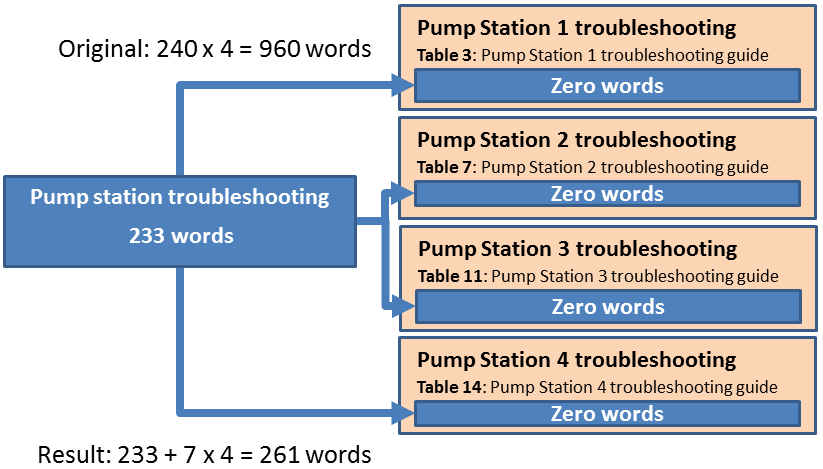 Original: 240 x 4 = 960 words
Pump Station 1 troubleshooting
Table 3: Pump Station 1 troubleshooting guide
Zero words
Pump Station 2 troubleshooting
Table 7: Pump Station 2 troubleshooting guide
Zero words
Pump station troubleshooting
233 words
Pump Station 3 troubleshooting
Table 11: Pump Station 3 troubleshooting guide
Zero words
Pump Station 4 troubleshooting
Table 14: Pump Station 4 troubleshooting guide
Zero words
Result: 233 + 7 x 4 = 261 words